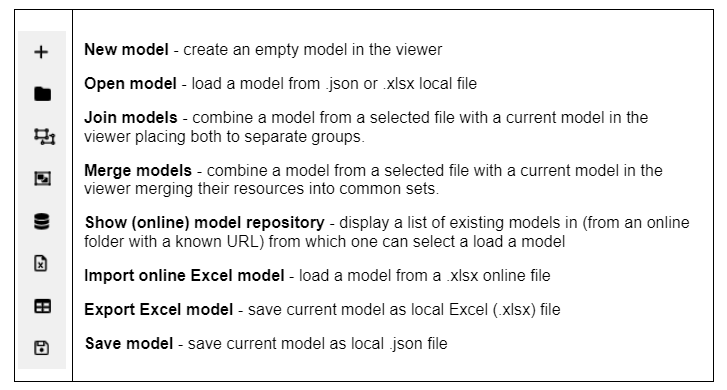 New model - create an empty model in the viewer
Open model - load a model from .json or .xlsx local file
Join models - combine a model from a selected file with a current model in the
viewer placing both to separate groups.
Merge models - combine a model from a selected file with a current model in the
viewer merging their resources into common sets.
Show (online) model repository - display a list of existing models in (from an online
folder with a known URL) from which one can select a load a model
Import online Excel model - load a model from a .xlsx online file
Export Excel model - save current model as local Excel (.xlsx) file
Save model - save current model as local .json file